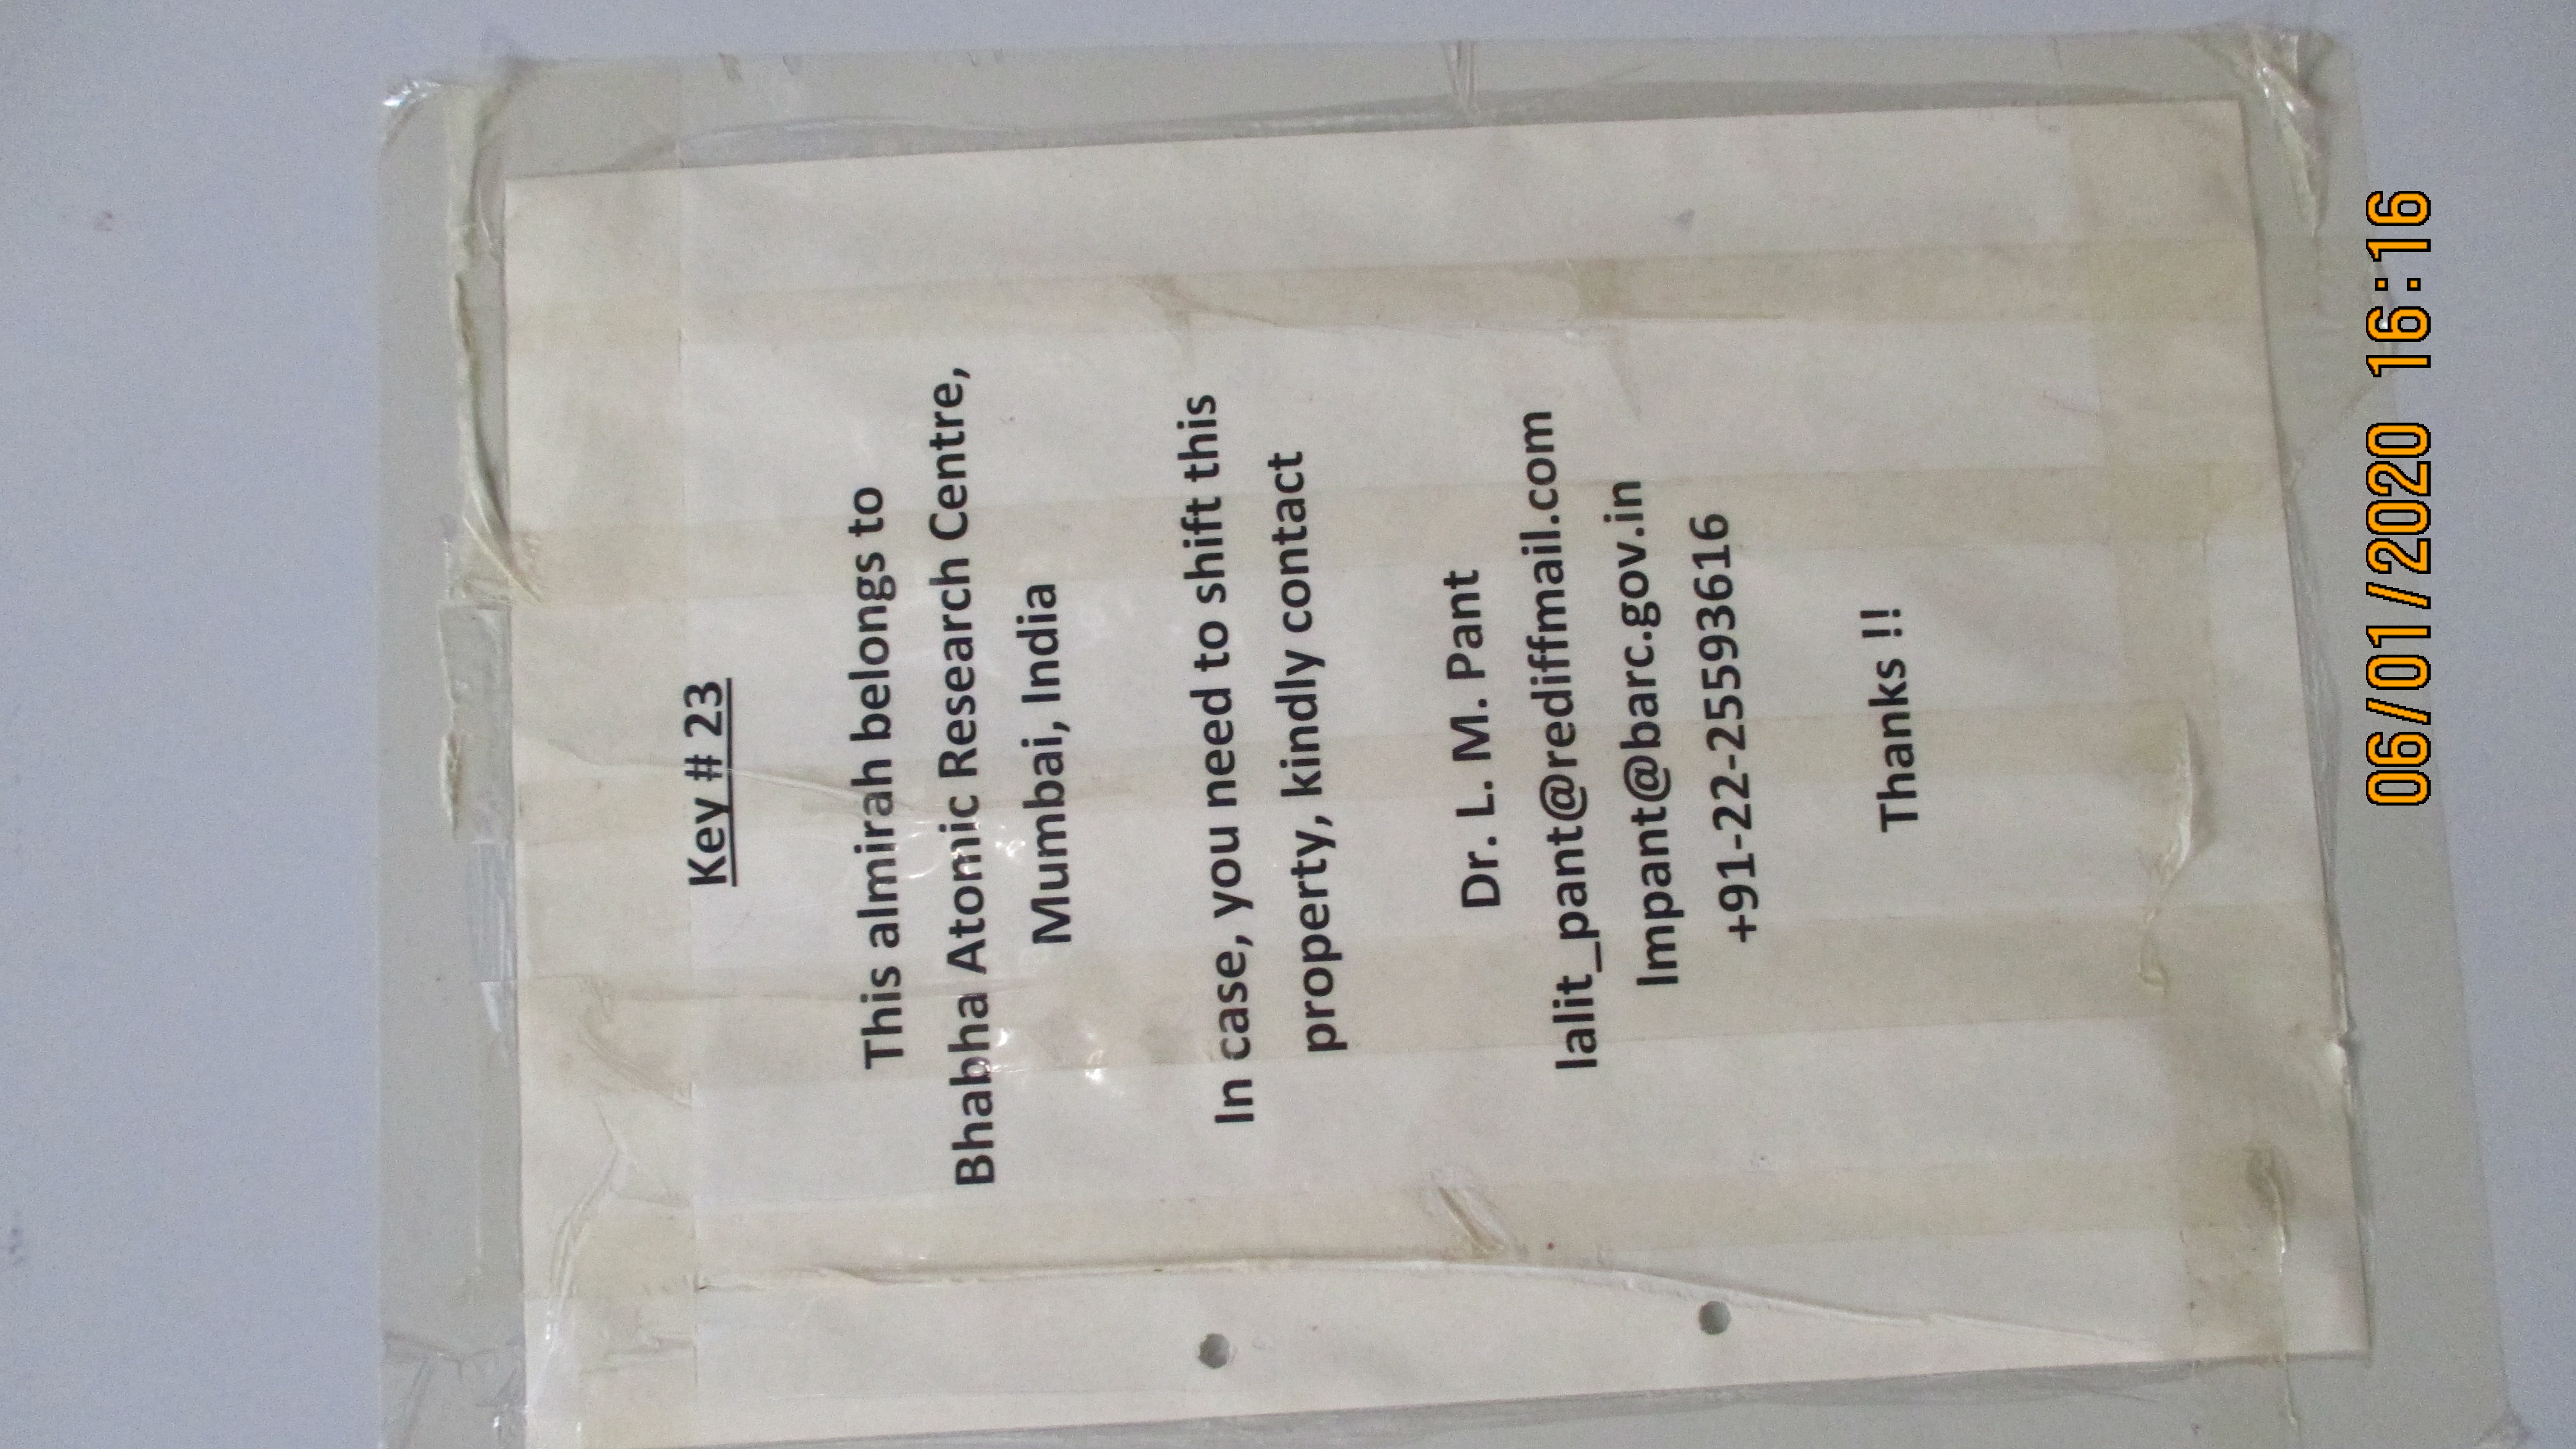 Key # 23
This almirah belongs to
Bhabha Atomic Research Centre,
Mumbai, India
In case, you need to shift this
property, kindly contact
Dr. L. M. Pant
lalit_pant@rediffmail.com
lmpant@barc.gov.in
+91-22-25593616
Thanks !!
06/01/2020 16:16